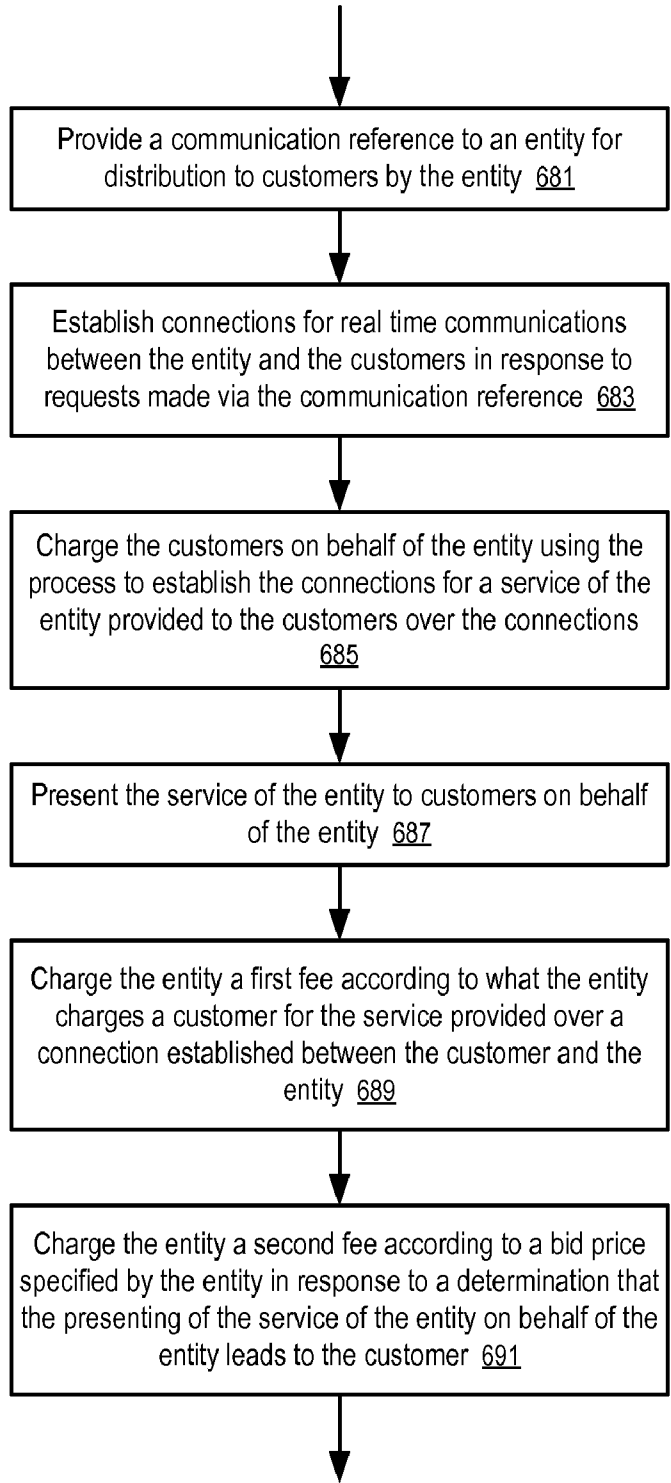 Provide a communication reference to an entity for
distribution to customers by the entity 681
Establish connections for real time communications
between the entity and the customers in response to
requests made via the communication reference 683
Charge the customers on behalf of the entity using the
process to establish the connections for a service of the
entity provided to the customers over the connections
685
Present the service of the entity to customers on behalf
of the entity 687
Charge the entity a first fee according to what the entity
charges a customer for the service provided over a
connection established between the customer and the
entity 689
Charge the entity a second fee according to a bid price
specified by the entity in response to a determination that
the presenting of the service of the entity on behalf of the
entity leads to the customer 691